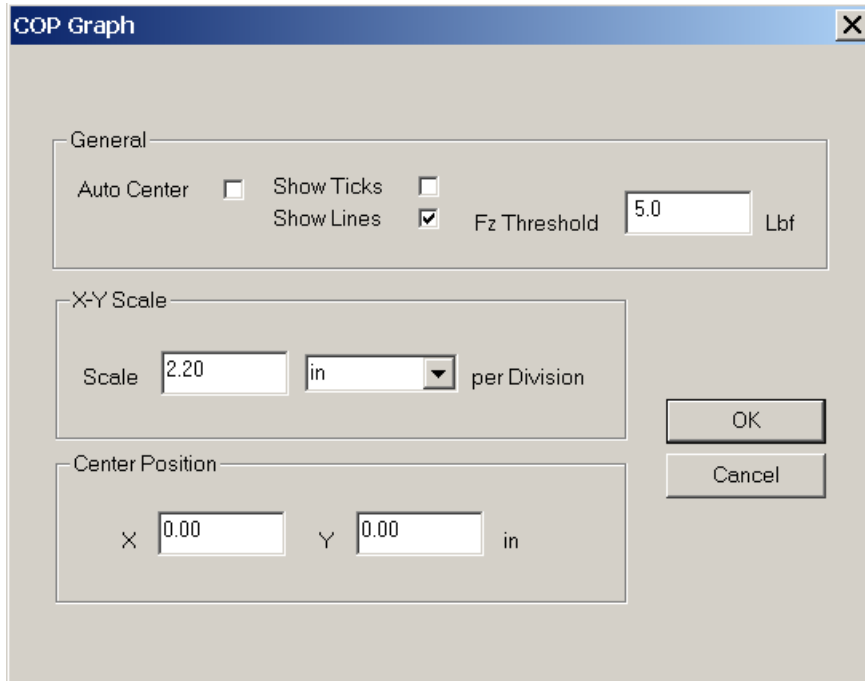 COP Graph
General
Auto Center Show Ticks
Show Lines Fz Threshold 5.0 Lbf
X-Y Scale
Scale 2.20 in per Division
OK
Center Position
Cancel
X 0.00 Y 0.00 in